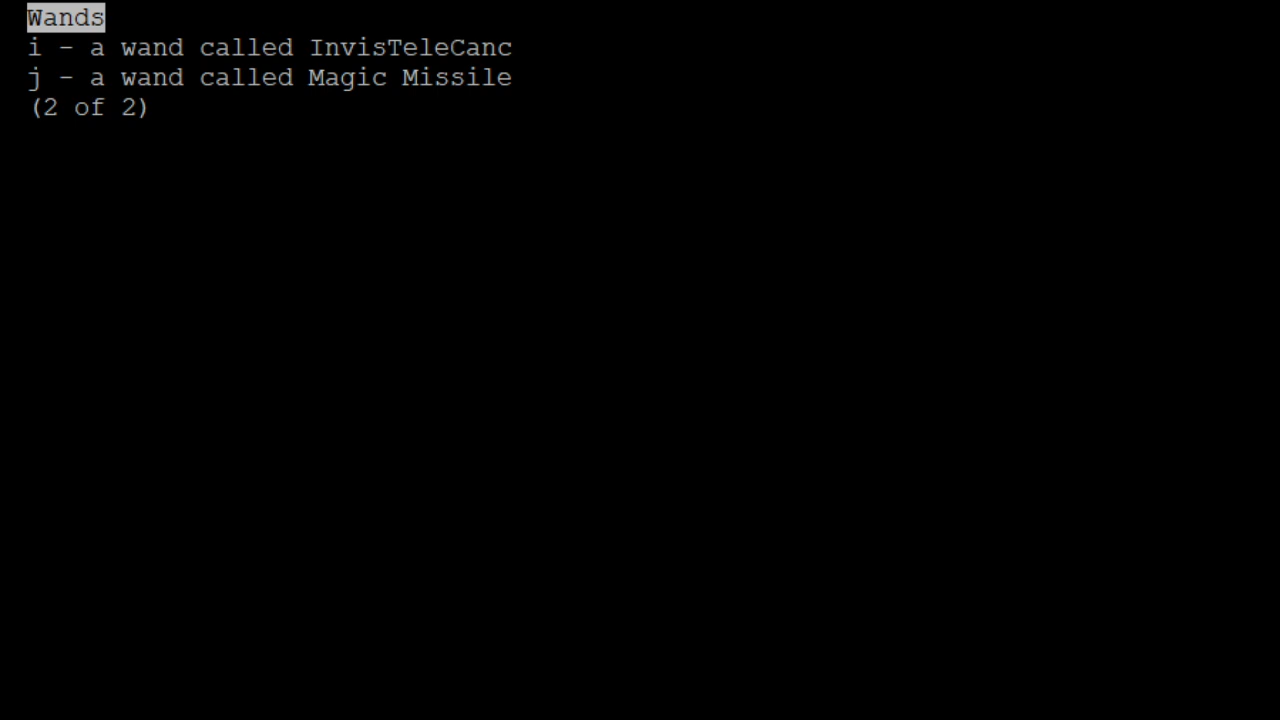 Wands
i - a wand called InvisTeleCanc
j - a wand called Magic Missile
(2 of 2)